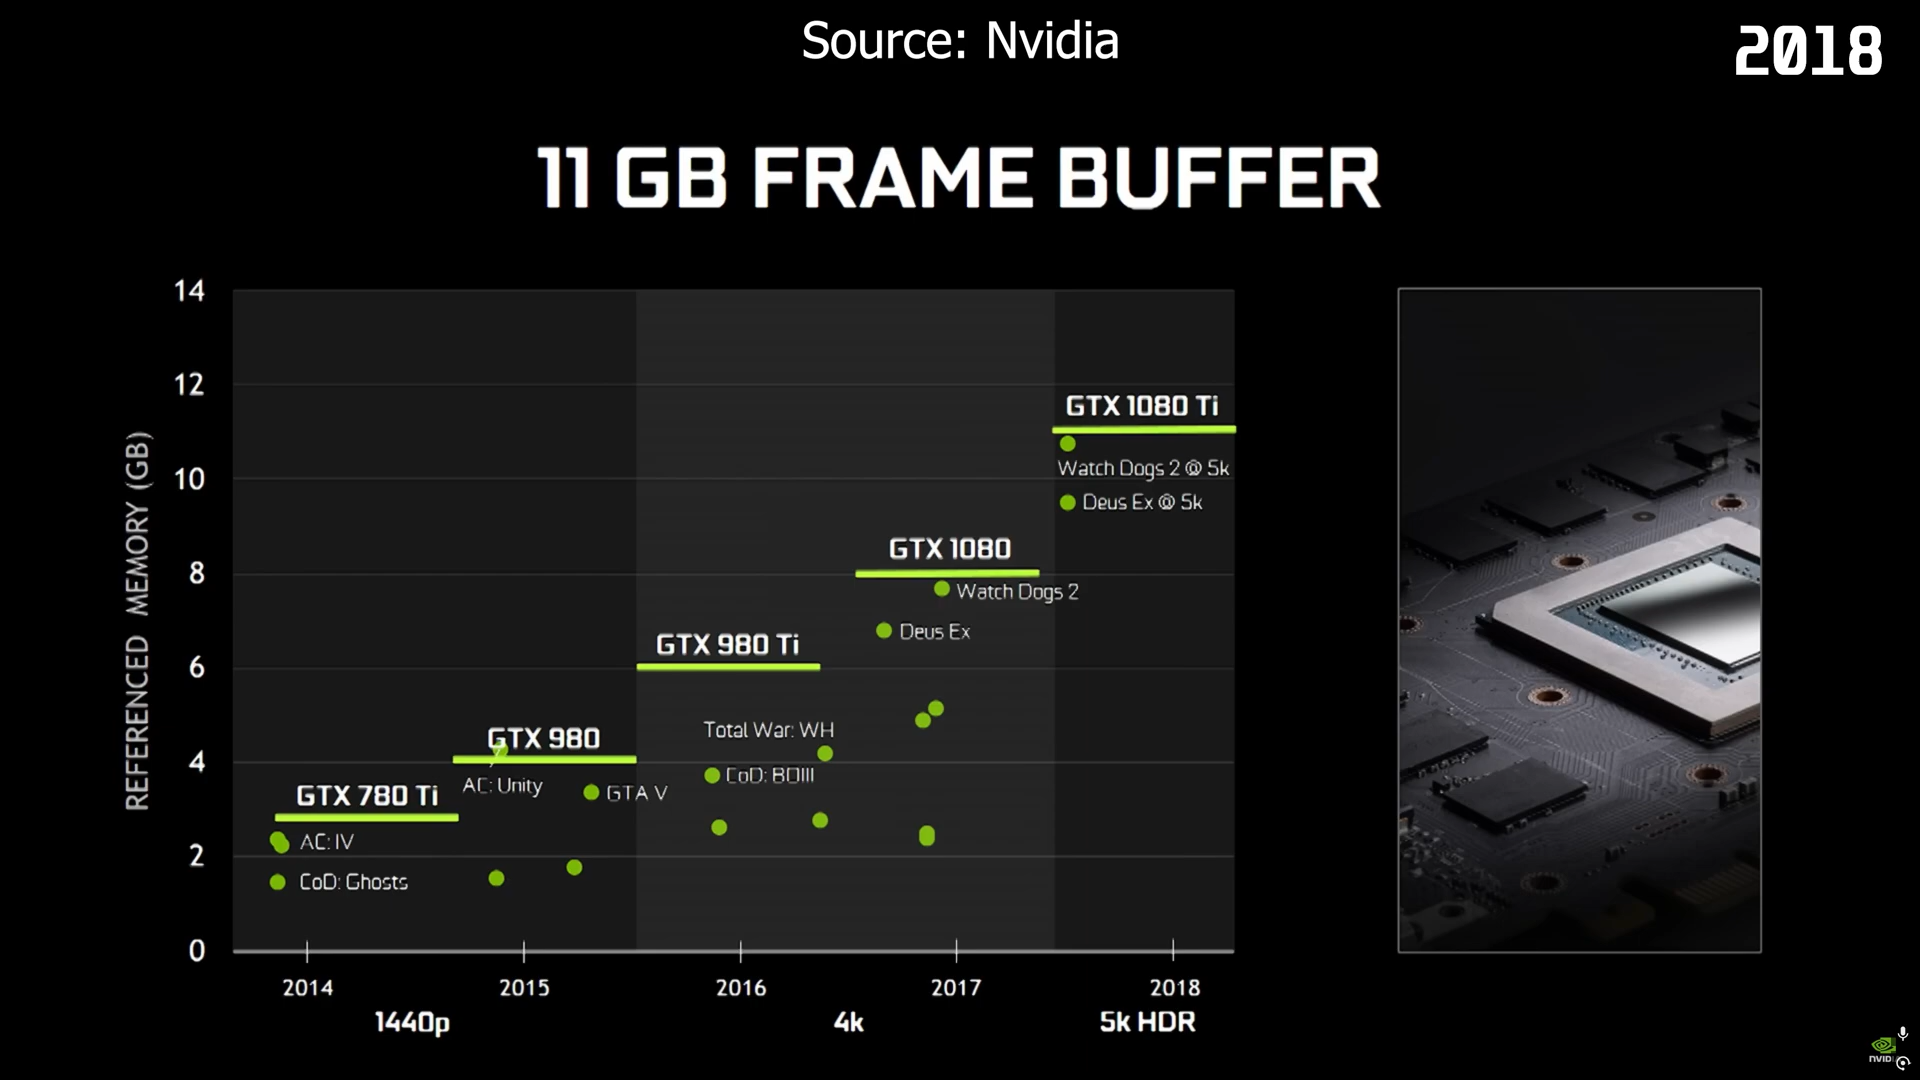 Source: Nvidia
2018
11 GB FRAME BUFFER
REFERENCED MEMORY (GB)
14
12
10
8
6
4
2
0
GTX 1080 Ti
Watch Dogs 2 @ 5k
Deus Ex @ 5k
GTX 1080
Watch Dogs 2
Deus Ex
GTX 980 Ti
Total War: WH
CoD: BOIII
GTX 980
AC: Unity
GTA V
GTX 780 Ti
AC: IV
CoD: Ghosts
2014 2015 2016 2017 2018
1440p 4k 5k HDR